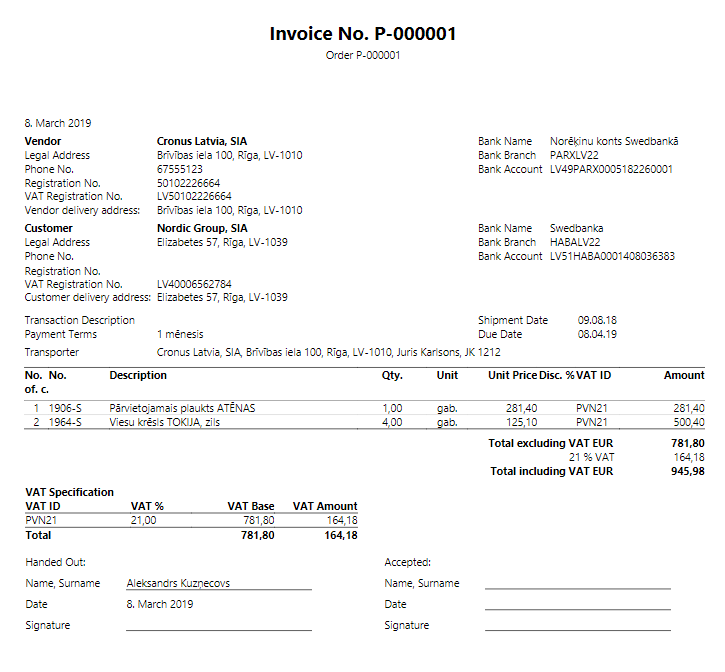 Invoice No. P-000001
Order P-000001
8. March 2019
Vendor Cronus Latvia, SIA Bank Name Norēķinu konts Swedbankā
Legal Address Brīvības iela 100, Rīga, LV-1010 Bank Branch PARXLV22
Phone No. 67555123 Bank Account LV49PARX0005182260001
Registration No. 50102226664
VAT Registration No. LV50102226664
Vendor delivery address: Brīvības iela 100, Rīga, LV-1010
Customer Nordic Group, SIA Bank Name Swedbanka
Legal Address Elizabetes 57, Rīga, LV-1039 Bank Branch HABALV22
Phone No. Bank Account LV51HABA0001408036383
Registration No.
VAT Registration No. LV40006562784
Customer delivery address: Elizabetes 57, Rīga, LV-1039
Transaction Description Shipment Date 09.08.18
Payment Terms 1 mēnesis Due Date 08.04.19
Transporter Cronus Latvia, SIA, Brīvības iela 100, Rīga, LV-1010, Juris Karlsons, JK 1212
No. No. Description Qty. Unit Unit Price Disc. % VAT ID Amount
of. c.
1 1906-S Pārvietojamais plaukts ATĒNAS 1,00 gab. 281,40 PVN21 281,40
2 1964-S Viesu krēsls TOKIJA, zils 4,00 gab. 125,10 PVN21 500,40
Total excluding VAT EUR 781,80
21 % VAT 164,18
Total including VAT EUR 945,98
VAT Specification
VAT ID VAT % VAT Base VAT Amount
PVN21 21,00 781,80 164,18
Total 781,80 164,18
Handed Out: Accepted:
Name, Surname Aleksandrs Kuzņecovs Name, Surname
Date 8. March 2019 Date
Signature Signature